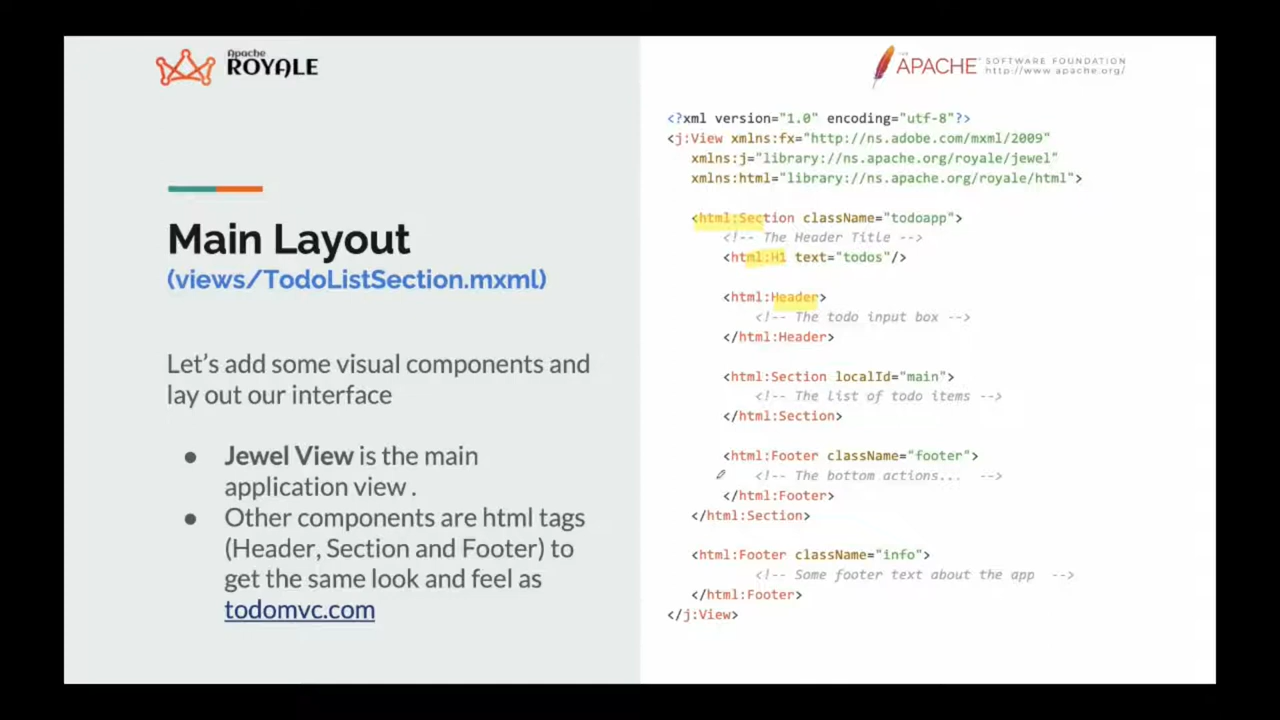 Apache
ROYALE
THE
APACHE
SOFTWARE FOUNDATION
http://www.apache.org/
Main Layout
(views/TodoListSection.mxml)
Let's add some visual components and
lay out our interface
● Jewel View is the main
application view .
● Other components are html tags
(Header, Section and Footer) to
get the same look and feel as
todomvc.com
<?xml version="1.0" encoding="utf-8"?>
<j:View xmlns:fx="http://ns.adobe.com/mxml/2009"
xmlns:j="library://ns.apache.org/royale/jewel"
xmlns:html="library://ns.apache.org/royale/html">
<html:Section className="todoapp">
<!-- The Header Title -->
<html:H1 text="todos"/>
<html:Header>
<!-- The todo input box -->
</html:Header>
<html:Section localId="main">
<!-- The list of todo items -->
</html:Section>
<html:Footer className="footer">
<!-- The bottom actions... -->
</html:Footer>
</html:Section>
<html:Footer className="info">
<!-- Some footer text about the app -->
</html:Footer>
</j:View>